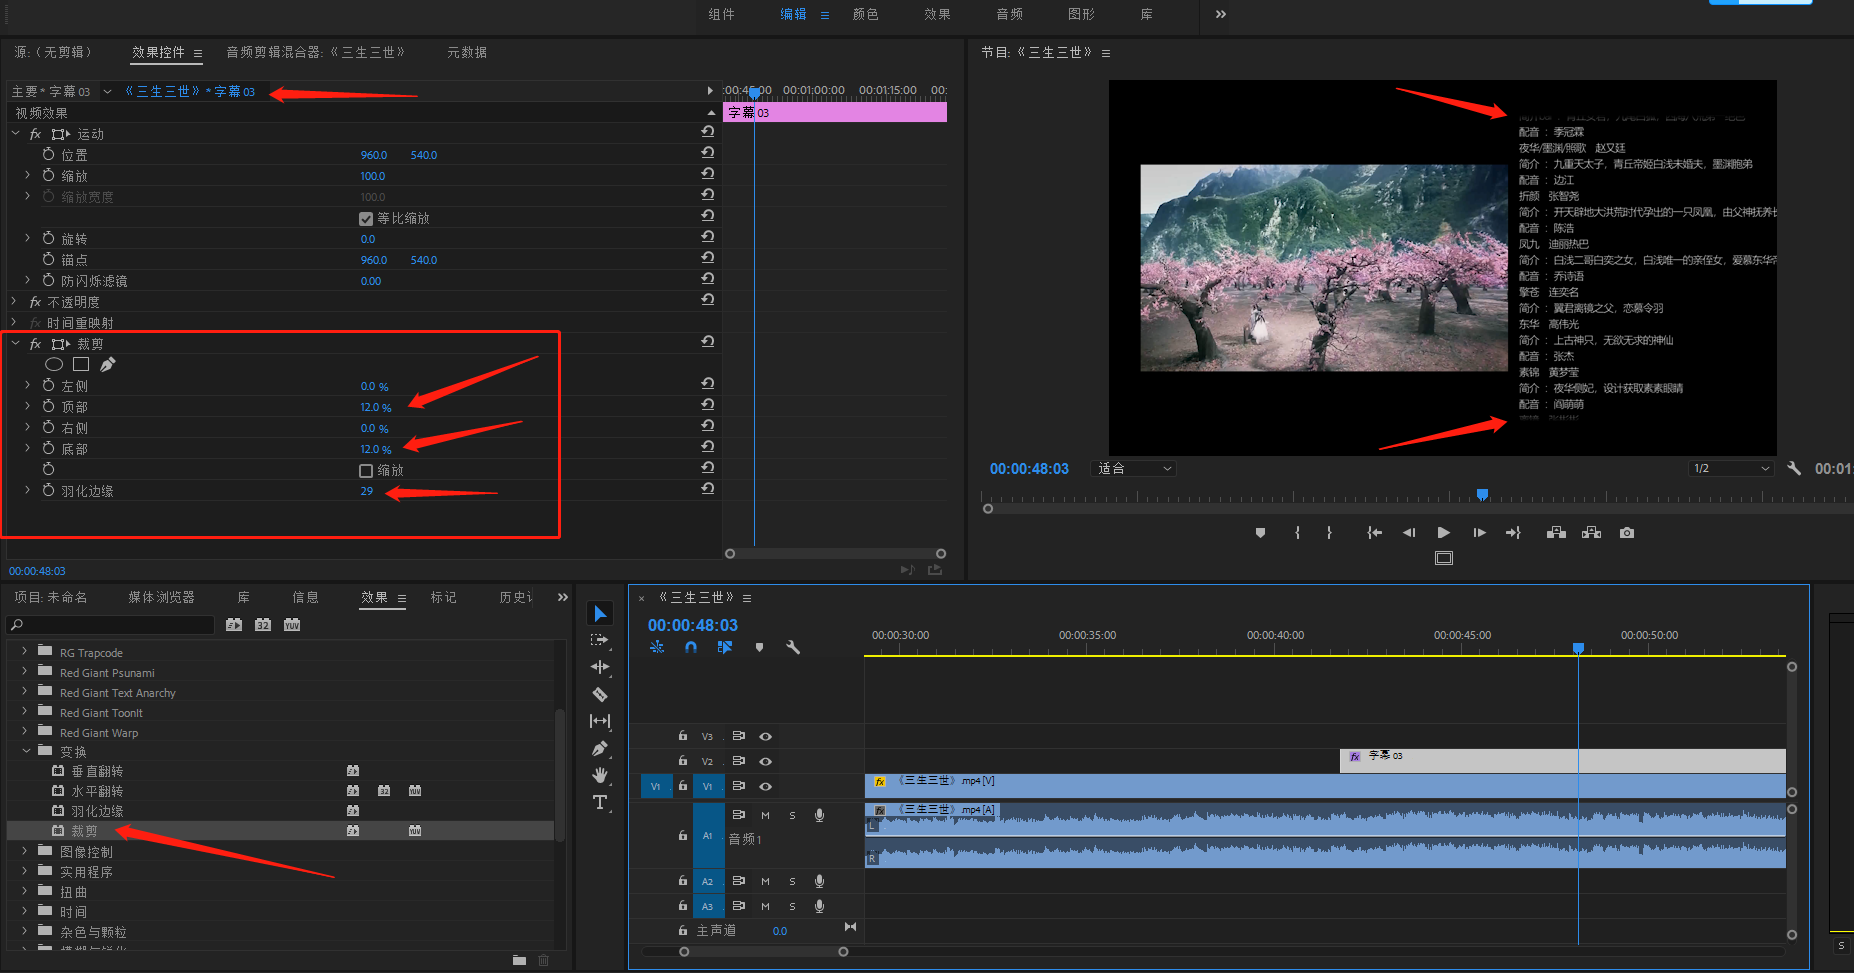 组件 编辑 颜色 效果 音频 图形 库
源:(无剪辑) 效果控件 音频剪辑混合器:《三生三世》 元数据
主要*字幕 03 《三生三世》*字幕 03
00:01:00:00 00:01:15:00 00:
视频效果
字幕 03
fx 运动
位置 960.0 540.0
缩放 100.0
缩放宽度 100.0
等比缩放
旋转 0.0
锚点 960.0 540.0
防闪烁滤镜 0.00
fx 不透明度
fx 时间重映射
fx 裁剪
左侧 0.0 %
顶部 12.0 %
右侧 0.0 %
底部 12.0 %
缩放
羽化边缘 29
00:00:48:03
节目:《三生三世》
配音 : 季冠霖
夜华/墨渊/照歌 赵又廷
简介 : 九重天太子，青丘帝姬白浅未婚夫，墨渊胞弟
配音 : 边江
折颜 张智尧
简介 : 开天辟地大洪荒时代孕出的一只凤凰，由父神抚养长
配音 : 陈浩
凤九 迪丽热巴
简介 : 白浅二哥白奕之女，白浅唯一的亲侄女，爱慕东华帝
配音 : 乔诗语
擎苍 连奕名
简介 : 翼君离镜之父，恋慕令羽
东华 高伟光
简介 : 上古神只，无欲无求的神仙
配音 : 张杰
素锦 黄梦莹
简介 : 夜华侧妃，设计获取素素眼睛
配音 : 阎萌萌
00:00:48:03 适合 1/2 00:01:
项目:未命名 媒体浏览器 库 信息 效果 标记 历史记
32 YUV
RG Trapcode
Red Giant Psunami
Red Giant Text Anarchy
Red Giant ToonIt
Red Giant Warp
变换
垂直翻转
水平翻转 32 YUV
羽化边缘
裁剪 YUV
图像控制
实用程序
扭曲
时间
杂色与颗粒
模糊与锐化
T
× 《三生三世》
00:00:48:03
00:00:30:00 00:00:35:00 00:00:40:00 00:00:45:00 00:00:50:00
V3
V2 fx 字幕 03
V1 V1 fx 《三生三世》.mp4 [V]
M S fx 《三生三世》.mp4 [A]
L
A1 音频 1
R
A2 M S
A3 M S
主声道 0.0
S